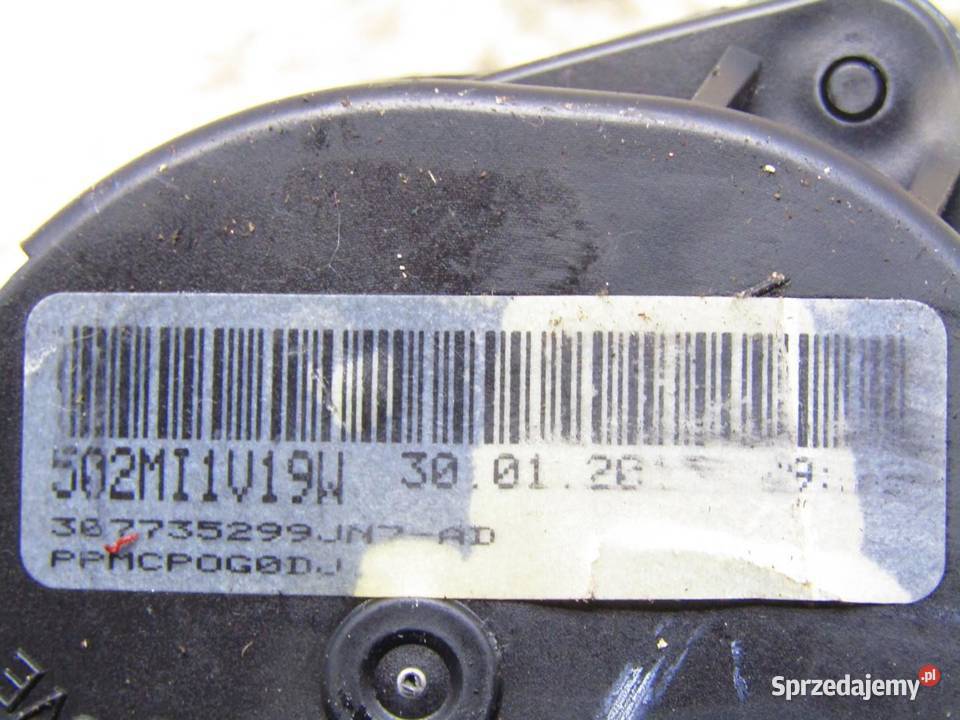 502MI1V19W 30.01.20
307735299JN7-AD
PPMCPOG0DJ
Sprzedajemy.pl